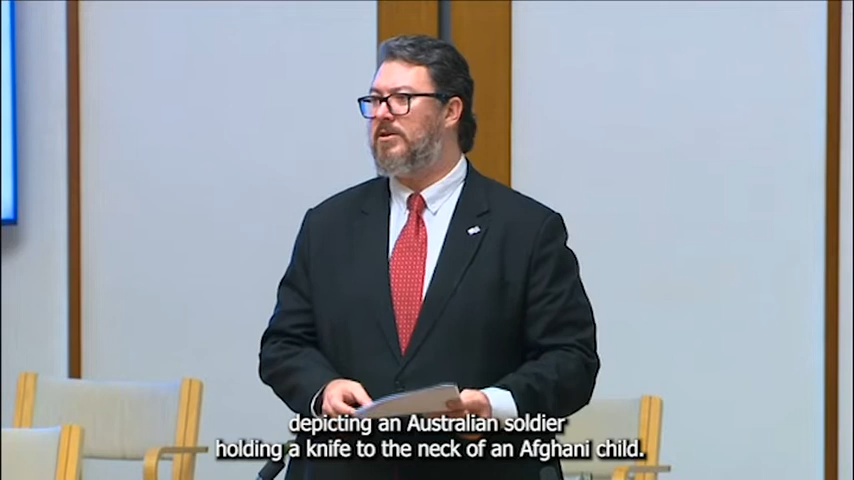 depicting an Australian soldier
holding a knife to the neck of an Afghani child.